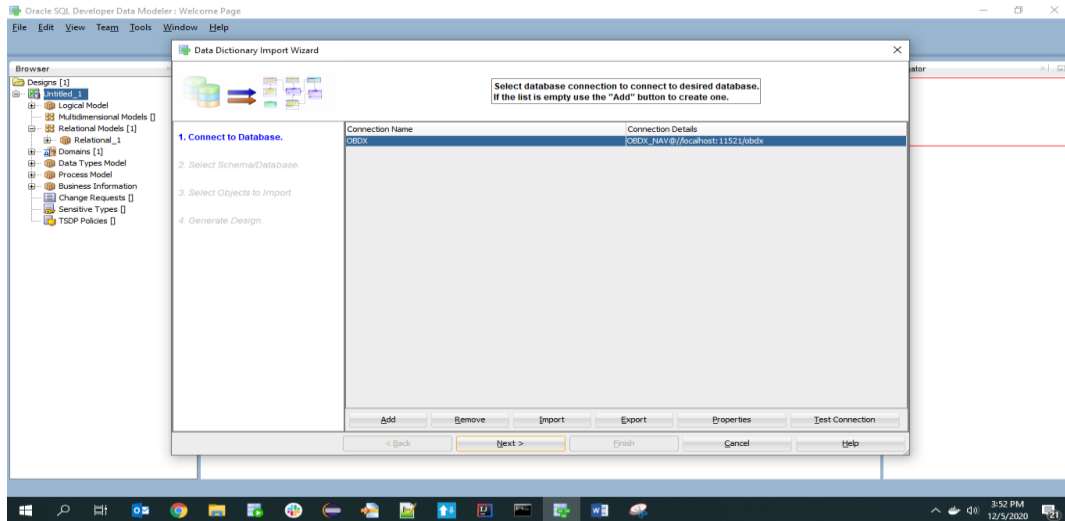 Oracle SQL Developer Data Modeler : Welcome Page
File Edit View Team Tools Window Help
Data Dictionary Import Wizard
Browser
Designs [1]
Untitled_1
Logical Model
Multidimensional Models []
Relational Models [1]
Relational_1
Domains [1]
Data Types Model
Process Model
Business Information
Change Requests []
Sensitive Types []
TSDP Policies []
Select database connection to connect to desired database.
If the list is empty use the "Add" button to create one.
1. Connect to Database.
2. Select Schema/Database.
3. Select Objects to Import.
4. Generate Design.
Connection Name Connection Details
OBDX OBDX_NAV@//localhost:11521/obdx
Add Remove Import Export Properties Test Connection
< Back Next > Finish Cancel Help
ator
3:52 PM
12/5/2020
21